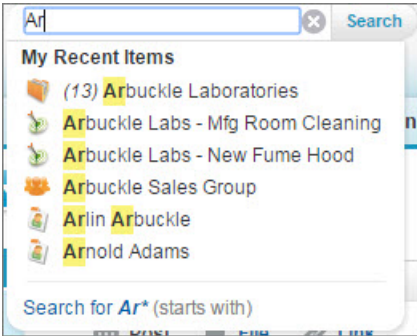 Ar
Search
My Recent Items
(13) Arbuckle Laboratories
Arbuckle Labs - Mfg Room Cleaning
Arbuckle Labs - New Fume Hood
Arbuckle Sales Group
Arlin Arbuckle
Arnold Adams
Search for Ar* (starts with)